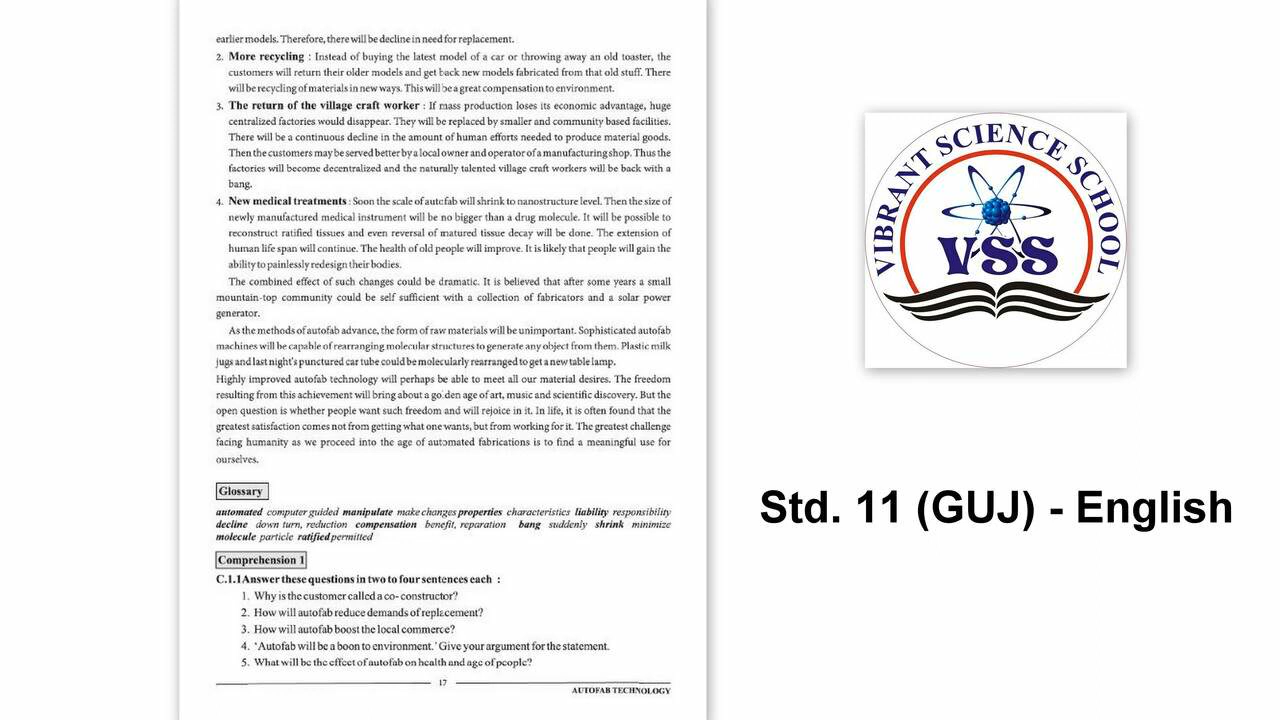 earlier models. Therefore, there will be decline in need for replacement.
2. More recycling : Instead of buying the latest model of a car or throwing away an old toaster, the
customers will return their older models and get back new models fabricated from that old stuff. There
will be recycling of materials in new ways. This will be a great compensation to environment.
3. The return of the village craft worker : If mass production loses its economic advantage, huge
centralized factories would disappear. They will be replaced by smaller and community based facilities.
There will be a continuous decline in the amount of human efforts needed to produce material goods.
Then the customers may be served better by a local owner and operator of a manufacturing shop. Thus the
factories will become decentralized and the naturally talented village craft workers will be back with a
bang.
4. New medical treatments : Soon the scale of autofab will shrink to nanostructure level. Then the size of
newly manufactured medical instrument will be no bigger than a drug molecule. It will be possible to
reconstruct ratified tissues and even reversal of matured tissue decay will be done. The extension of
human life span will continue. The health of old people will improve. It is likely that people will gain the
ability to painlessly redesign their bodies.
The combined effect of such changes could be dramatic. It is believed that after some years a small
mountain-top community could be self sufficient with a collection of fabricators and a solar power
generator.
As the methods of autofab advance, the form of raw materials will be unimportant. Sophisticated autofab
machines will be capable of rearranging molecular structures to generate any object from them. Plastic milk
jugs and last night's punctured car tube could be molecularly rearranged to get a new table lamp.
Highly improved autofab technology will perhaps be able to meet all our material desires. The freedom
resulting from this achievement will bring about a golden age of art, music and scientific discovery. But the
open question is whether people want such freedom and will rejoice in it. In life, it is often found that the
greatest satisfaction comes not from getting what one wants, but from working for it. The greatest challenge
facing humanity as we proceed into the age of automated fabrications is to find a meaningful use for
ourselves.
Glossary
automated computer guided manipulate make changes properties characteristics liability responsibility
decline down turn, reduction compensation benefit, reparation bang suddenly shrink minimize
molecule particle ratified permitted
Comprehension 1
C.1.1 Answer these questions in two to four sentences each :
1. Why is the customer called a co- constructor?
2. How will autofab reduce demands of replacement?
3. How will autofab boost the local commerce?
4. 'Autofab will be a boon to environment.' Give your argument for the statement.
5. What will be the effect of autofab on health and age of people?
17
AUTOFAB TECHNOLOGY
VIBRANT SCIENCE SCHOOL
VSS
Std. 11 (GUJ) - English